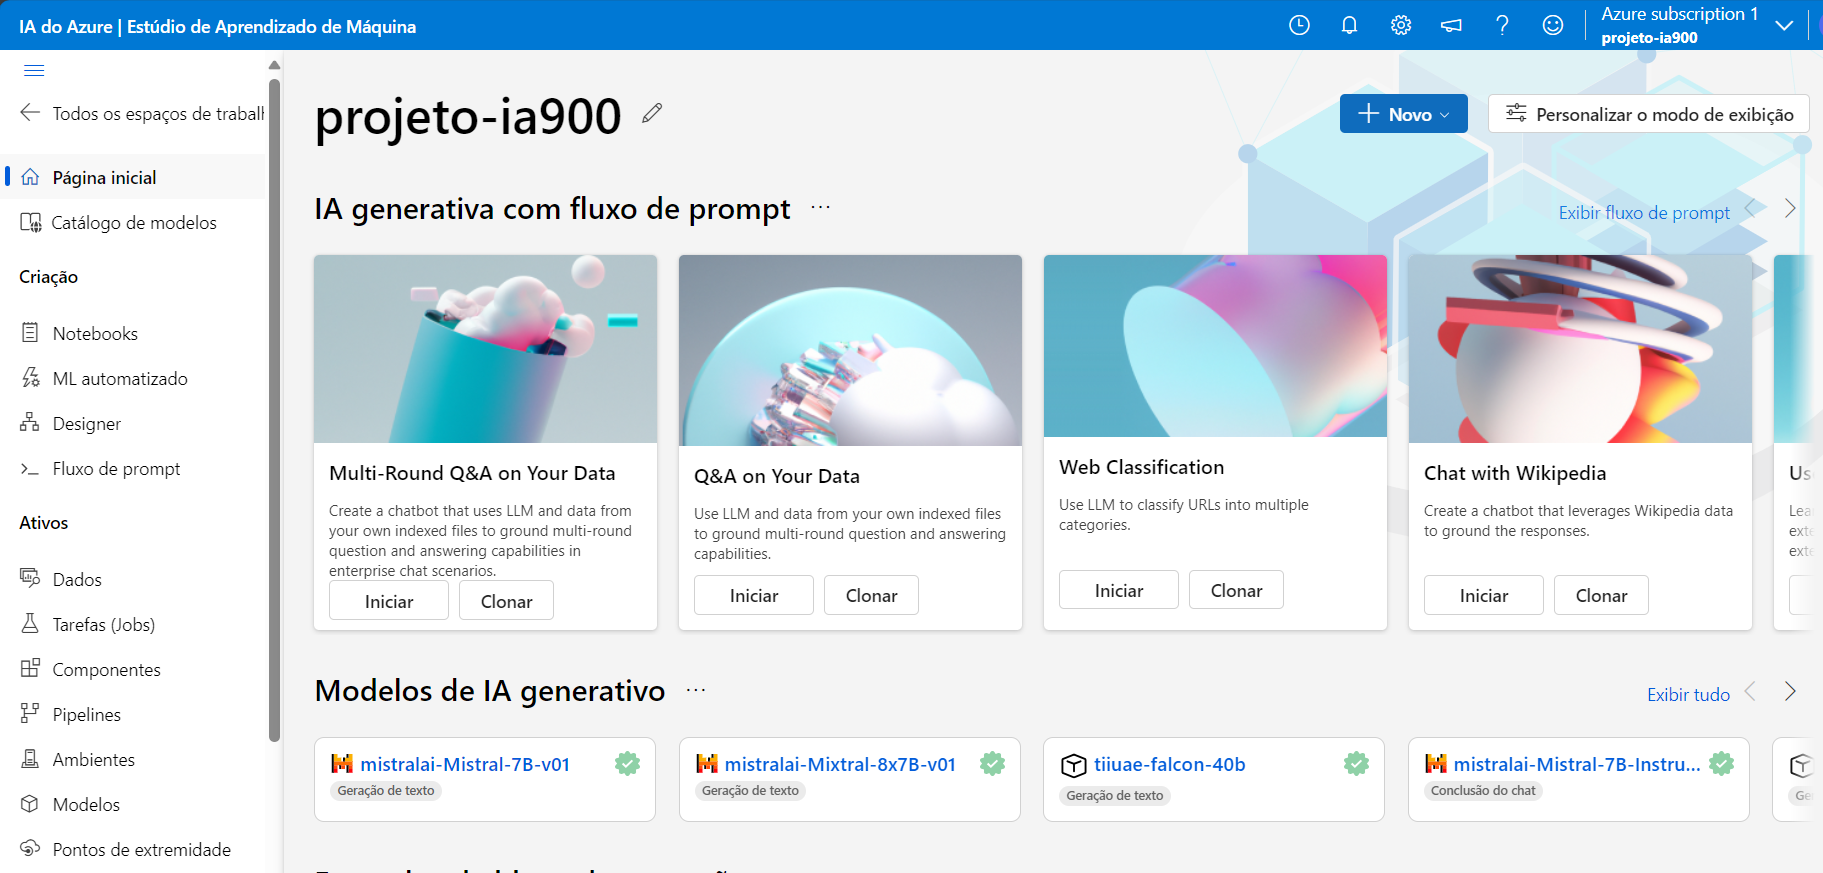 IA do Azure | Estúdio de Aprendizado de Máquina
Azure subscription 1
projeto-ia900
Todos os espaços de trabalh
Página inicial
Catálogo de modelos
Criação
Notebooks
ML automatizado
Designer
Fluxo de prompt
Ativos
Dados
Tarefas (Jobs)
Componentes
Pipelines
Ambientes
Modelos
Pontos de extremidade
projeto-ia900
Novo
Personalizar o modo de exibição
IA generativa com fluxo de prompt ...
Exibir fluxo de prompt
Multi-Round Q&A on Your Data
Create a chatbot that uses LLM and data from
your own indexed files to ground multi-round
question and answering capabilities in
enterprise chat scenarios.
Iniciar Clonar
Q&A on Your Data
Use LLM and data from your own indexed files
to ground multi-round question and answering
capabilities.
Iniciar Clonar
Web Classification
Use LLM to classify URLs into multiple
categories.
Iniciar Clonar
Chat with Wikipedia
Create a chatbot that leverages Wikipedia data
to ground the responses.
Iniciar Clonar
Us
Lea
exte
exte
Modelos de IA generativo ...
Exibir tudo
mistralai-Mistral-7B-v01
Geração de texto
mistralai-Mixtral-8x7B-v01
Geração de texto
tiiuae-falcon-40b
Geração de texto
mistralai-Mistral-7B-Instru...
Conclusão do chat
Ge